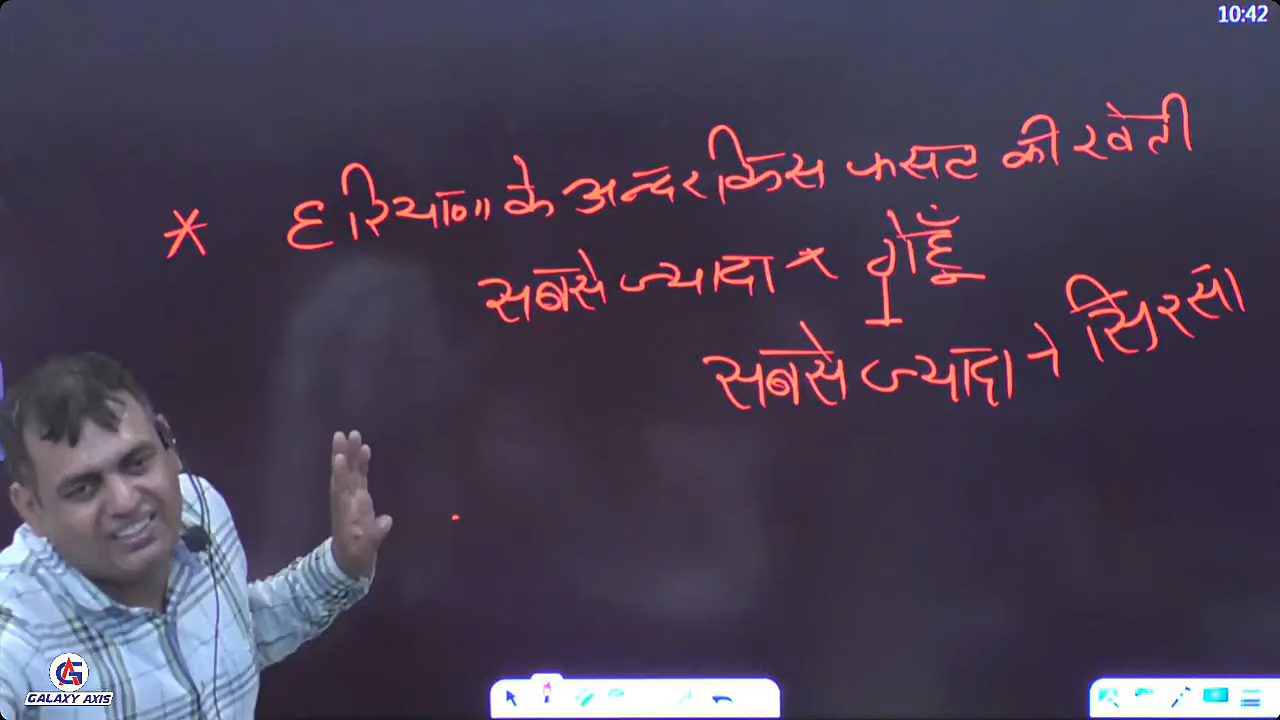 10:42
* हरियाणा के अन्दर किस फसल की खेती
सबसे ज्यादा * गेहूँ
सबसे ज्यादा → सिरसा
GALAXY AXIS